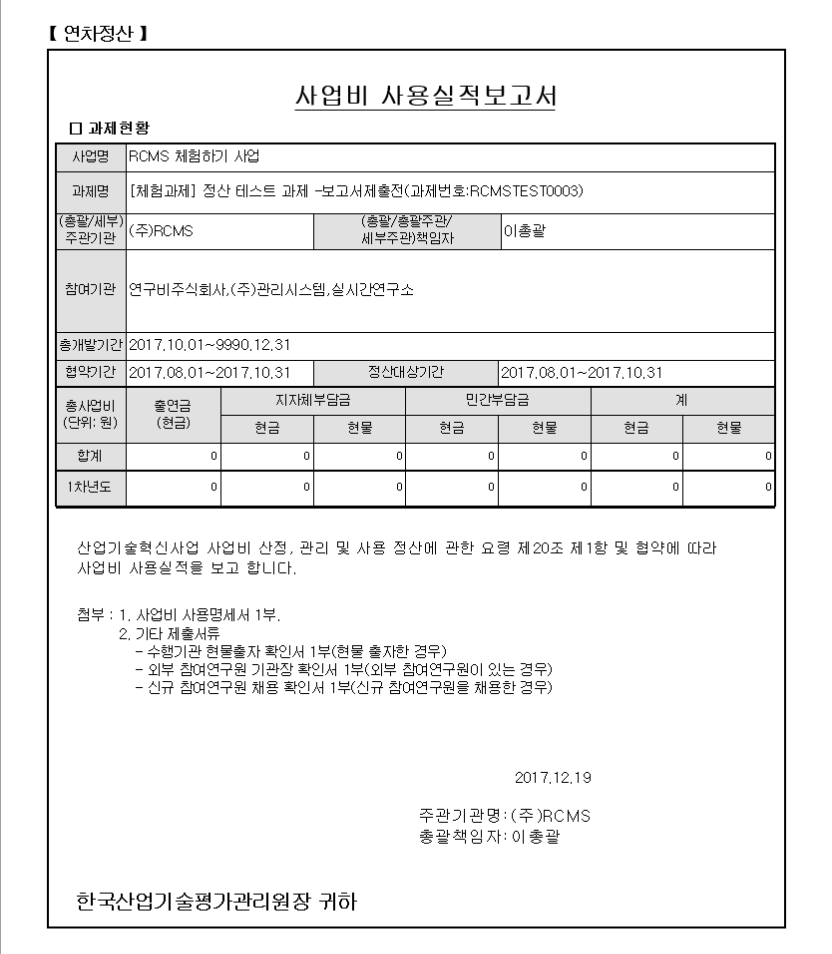 【 연차정산 】
사업비 사용실적보고서
□ 과제현황
사업명 RCMS 체험하기 사업
과제명 [체험과제] 정산 테스트 과제 -보고서제출전(과제번호:RCMSTEST0003)
(총괄/세부) 주관기관 (주)RCMS (총괄/총괄주관/ 세부주관)책임자 이총괄
참여기관 연구비주식회사,(주)관리시스템,실시간연구소
총개발기간 2017.10.01~9990.12.31
협약기간 2017.08.01~2017.10.31 정산대상기간 2017.08.01~2017.10.31
총사업비 (단위: 원) 출연금 (현금) 지자체부담금 민간부담금 계
현금 현물 현금 현물 현금 현물
합계 0 0 0 0 0 0 0
1차년도 0 0 0 0 0 0 0
산업기술혁신사업 사업비 산정, 관리 및 사용 정산에 관한 요령 제20조 제1항 및 협약에 따라
사업비 사용실적을 보고 합니다.
첨부 : 1. 사업비 사용명세서 1부.
2. 기타 제출서류
- 수행기관 현물출자 확인서 1부(현물 출자한 경우)
- 외부 참여연구원 기관장 확인서 1부(외부 참여연구원이 있는 경우)
- 신규 참여연구원 채용 확인서 1부(신규 참여연구원을 채용한 경우)
2017.12.19
주관기관명:(주)RCMS
총괄책임자:이총괄
한국산업기술평가관리원장 귀하